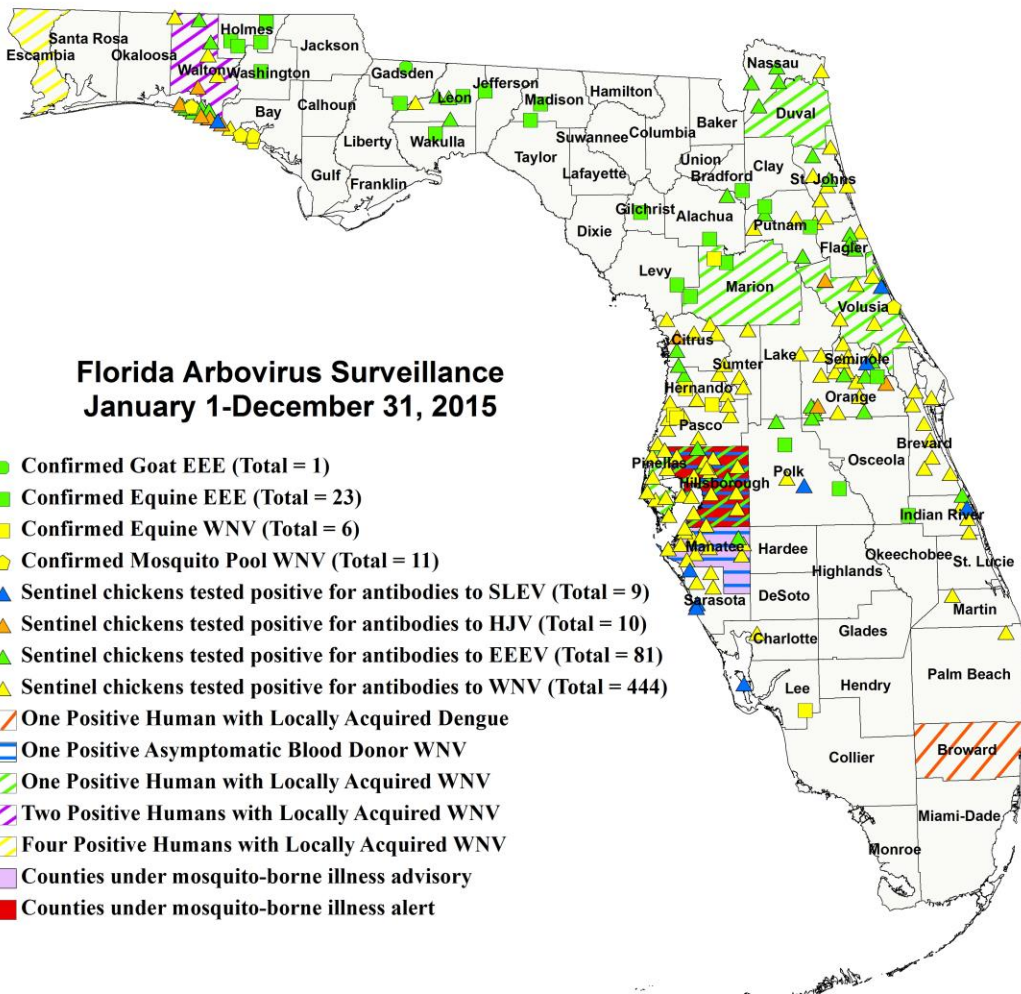 Florida Arbovirus Surveillance
January 1-December 31, 2015
Confirmed Goat EEE (Total = 1)
Confirmed Equine EEE (Total = 23)
Confirmed Equine WNV (Total = 6)
Confirmed Mosquito Pool WNV (Total = 11)
Sentinel chickens tested positive for antibodies to SLEV (Total = 9)
Sentinel chickens tested positive for antibodies to HJV (Total = 10)
Sentinel chickens tested positive for antibodies to EEEV (Total = 81)
Sentinel chickens tested positive for antibodies to WNV (Total = 444)
One Positive Human with Locally Acquired Dengue
One Positive Asymptomatic Blood Donor WNV
One Positive Human with Locally Acquired WNV
Two Positive Humans with Locally Acquired WNV
Four Positive Humans with Locally Acquired WNV
Counties under mosquito-borne illness advisory
Counties under mosquito-borne illness alert
Escambia
Santa Rosa
Okaloosa
Walton
Holmes
Washington
Jackson
Bay
Calhoun
Gulf
Gadsden
Liberty
Franklin
Leon
Wakulla
Jefferson
Madison
Taylor
Hamilton
Suwannee
Lafayette
Dixie
Columbia
Gilchrist
Baker
Union
Bradford
Alachua
Levy
Nassau
Duval
Clay
St. Johns
Putnam
Flagler
Marion
Volusia
Citrus
Sumter
Lake
Seminole
Hernando
Orange
Pasco
Brevard
Pinellas
Hillsborough
Polk
Osceola
Indian River
Manatee
Hardee
Highlands
Okeechobee
St. Lucie
Sarasota
DeSoto
Martin
Charlotte
Glades
Lee
Hendry
Palm Beach
Collier
Broward
Miami-Dade
Monroe